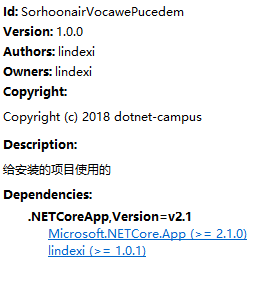 Id: SorhoonairVocawePucedem
Version: 1.0.0
Authors: lindexi
Owners: lindexi
Copyright:
Copyright (c) 2018 dotnet-campus
Description:
给安装的项目使用的
Dependencies:
.NETCoreApp,Version=v2.1
Microsoft.NETCore.App (>= 2.1.0)
lindexi (>= 1.0.1)